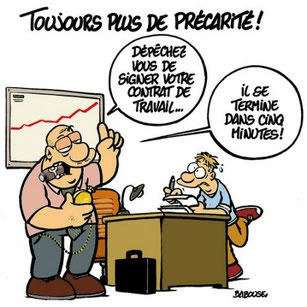 TOUJOURS PLUS DE PRÉCARITÉ!
DÉPÊCHEZ
VOUS DE
SIGNER VOTRE
CONTRAT DE
TRAVAIL...
IL SE
TERMINE
DANS CINQ
MINUTES!
BABOUSE.